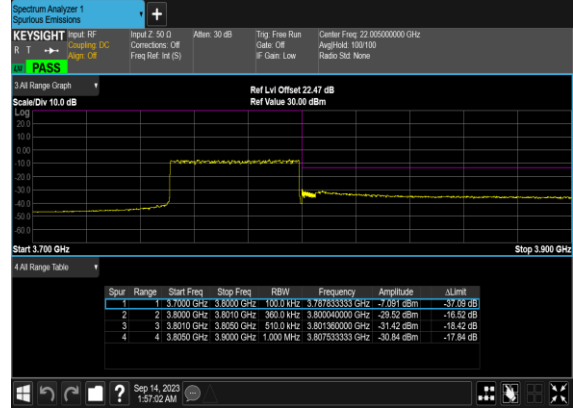 Spectrum Analyzer 1
Spurious Emissions
KEYSIGHT Input: RF Input Z: 50 Ω Atten: 30 dB Trig: Free Run Center Freq: 22.005000000 GHz
R T Coupling: DC Corrections: Off Gate: Off Avg|Hold: 100/100
Align: Off Freq Ref: Int (S) IF Gain: Low Radio Std: None
PASS
3 All Range Graph
Ref Lvl Offset 22.47 dB
Scale/Div 10.0 dB Ref Value 30.00 dBm
Log
20.0
10.0
0.00
-10.0
-20.0
-30.0
-40.0
-50.0
-60.0
Start 3.700 GHz Stop 3.900 GHz
4 All Range Table
Spur Range Start Freq Stop Freq RBW Frequency Amplitude ΔLimit
1 1 3.7000 GHz 3.8000 GHz 100.0 kHz 3.787833333 GHz -7.091 dBm -37.09 dB
2 2 3.8000 GHz 3.8010 GHz 360.0 kHz 3.800040000 GHz -29.52 dBm -16.52 dB
3 3 3.8010 GHz 3.8050 GHz 510.0 kHz 3.801360000 GHz -31.42 dBm -18.42 dB
4 4 3.8050 GHz 3.9000 GHz 1.000 MHz 3.807533333 GHz -30.84 dBm -17.84 dB
? Sep 14, 2023
1:57:02 AM